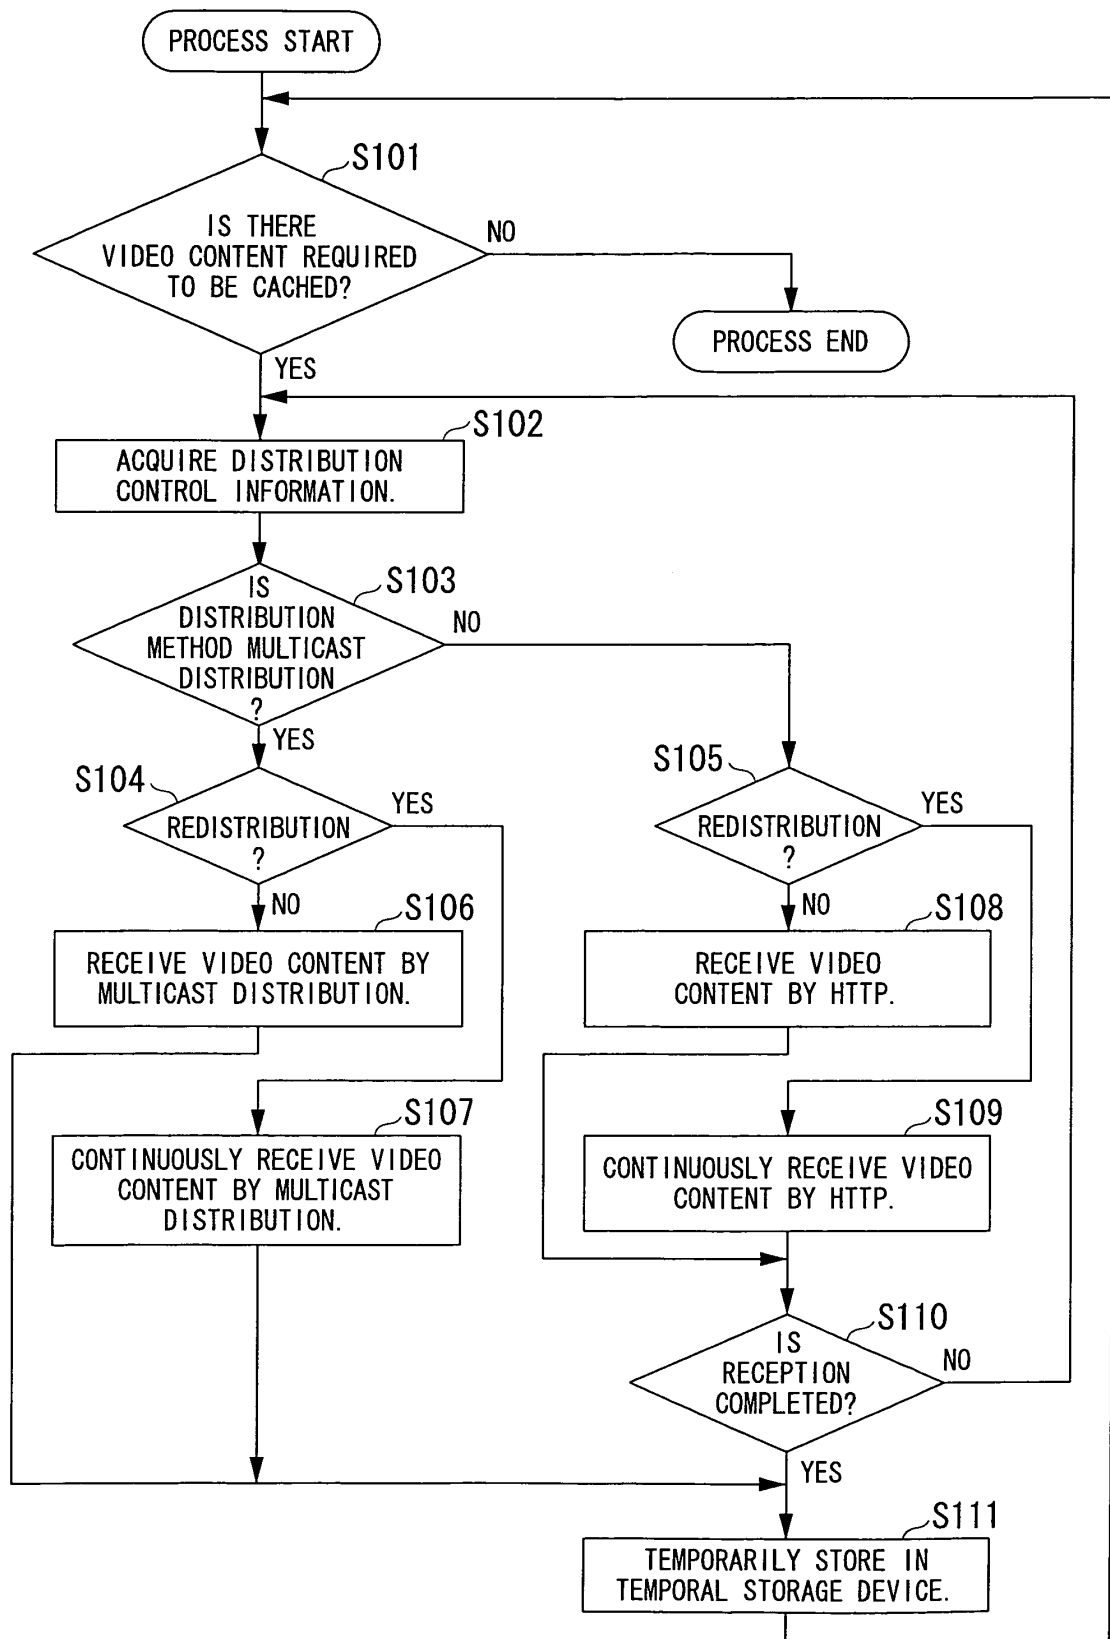 PROCESS START
S101
IS THERE
VIDEO CONTENT REQUIRED
TO BE CACHED?
NO
PROCESS END
YES
S102
ACQUIRE DISTRIBUTION
CONTROL INFORMATION.
S103
IS
DISTRIBUTION
METHOD MULTICAST
DISTRIBUTION
?
NO
YES
S104
REDISTRIBUTION
?
YES
NO
S105
REDISTRIBUTION
?
YES
NO
S106
RECEIVE VIDEO CONTENT BY
MULTICAST DISTRIBUTION.
S108
RECEIVE VIDEO
CONTENT BY HTTP.
S107
CONTINUOUSLY RECEIVE VIDEO
CONTENT BY MULTICAST
DISTRIBUTION.
S109
CONTINUOUSLY RECEIVE VIDEO
CONTENT BY HTTP.
S110
IS
RECEPTION
COMPLETED?
NO
YES
S111
TEMPORARILY STORE IN
TEMPORAL STORAGE DEVICE.